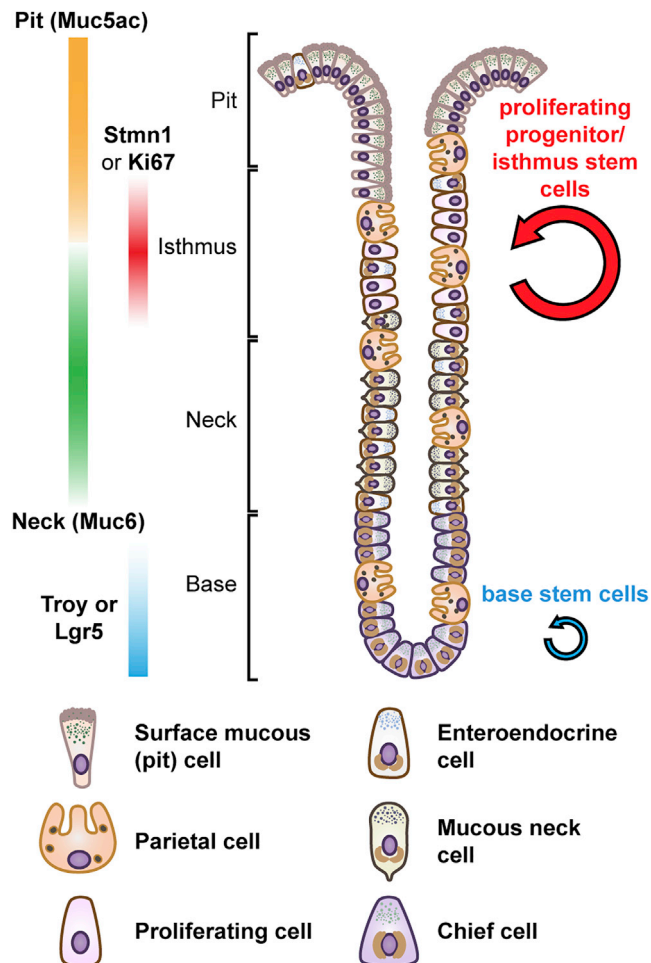 Pit (Muc5ac)
Pit
Stmn1
or Ki67
proliferating
progenitor/
isthmus stem
cells
Isthmus
Neck
Neck (Muc6)
Base
Troy or
Lgr5
base stem cells
Surface mucous
(pit) cell
Enteroendocrine
cell
Parietal cell
Mucous neck
cell
Proliferating cell
Chief cell